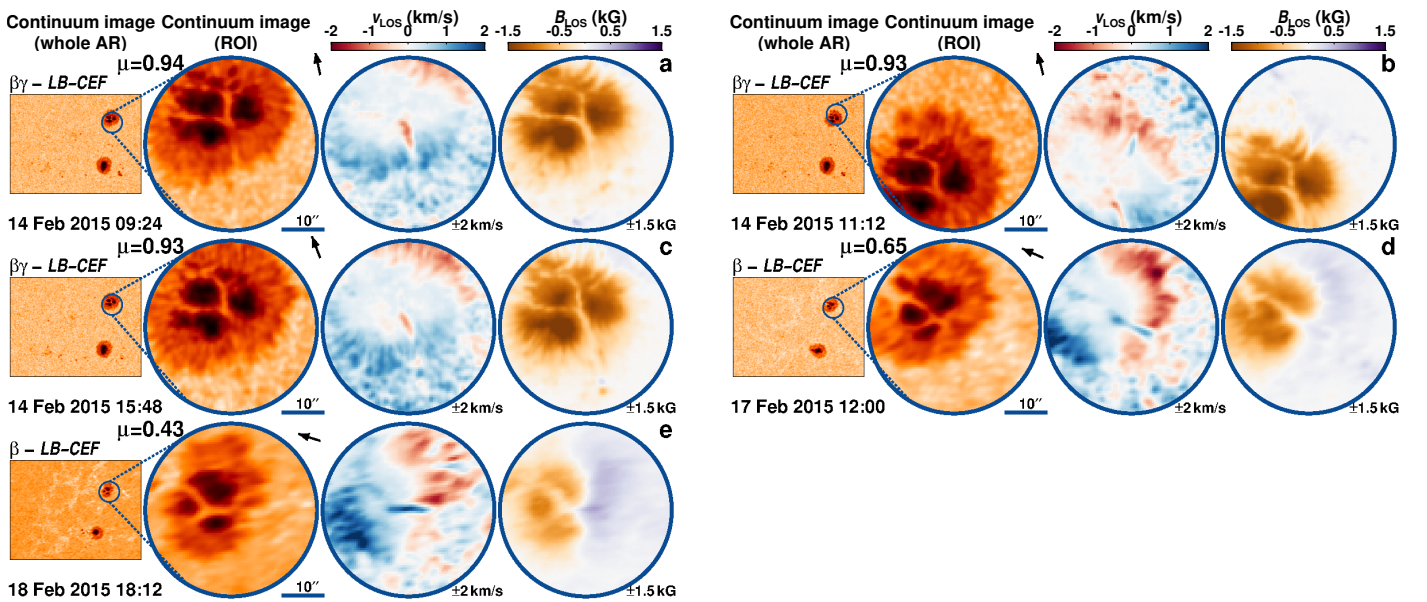 Continuum image Continuum image v_LOS (km/s) B_LOS (kG)
(whole AR) (ROI) -2 -1 0 1 2 -1.5 -0.5 0.5 1.5
μ=0.94 a
βγ – LB–CEF
14 Feb 2015 09:24 10″ ±2 km/s ±1.5 kG
Continuum image Continuum image v_LOS (km/s) B_LOS (kG)
(whole AR) (ROI) -2 -1 0 1 2 -1.5 -0.5 0.5 1.5
μ=0.93 b
βγ – LB–CEF
14 Feb 2015 11:12 10″ ±2 km/s ±1.5 kG
μ=0.93 c
βγ – LB–CEF
14 Feb 2015 15:48 10″ ±2 km/s ±1.5 kG
μ=0.65 d
β – LB–CEF
17 Feb 2015 12:00 10″ ±2 km/s ±1.5 kG
μ=0.43 e
β – LB–CEF
18 Feb 2015 18:12 10″ ±2 km/s ±1.5 kG